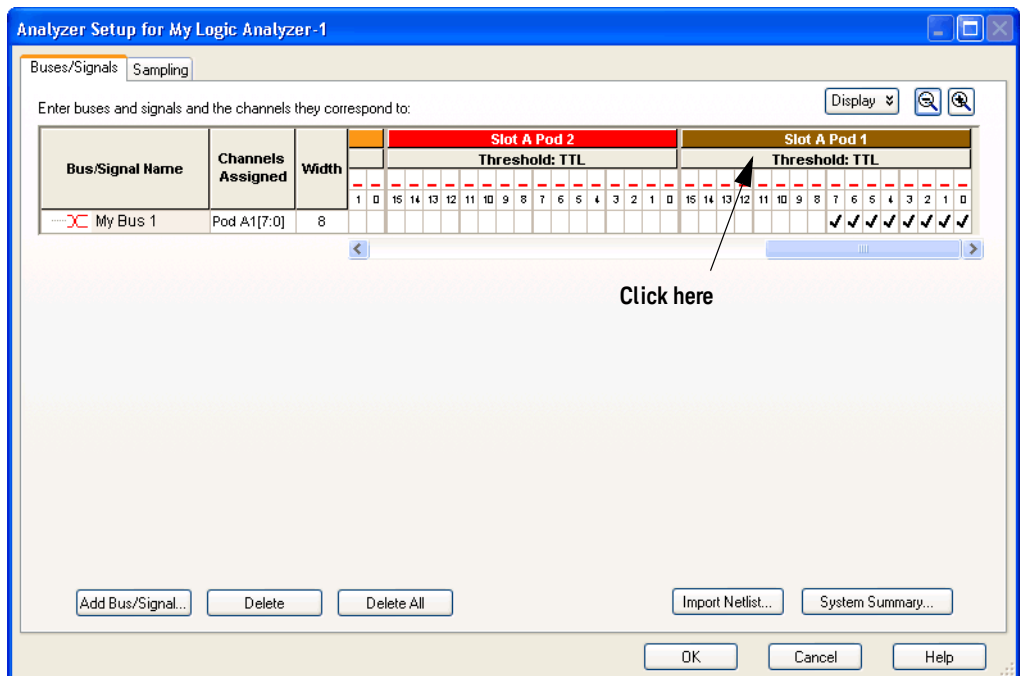 Analyzer Setup for My Logic Analyzer-1
Buses/Signals Sampling
Enter buses and signals and the channels they correspond to:
Display
Bus/Signal Name Channels Assigned Width Slot A Pod 2 Slot A Pod 1
Threshold: TTL Threshold: TTL
1 0 15 14 13 12 11 10 9 8 7 6 5 4 3 2 1 0 15 14 13 12 11 10 9 8 7 6 5 4 3 2 1 0
My Bus 1 Pod A1[7:0] 8
Click here
Add Bus/Signal... Delete Delete All Import Netlist... System Summary...
OK Cancel Help